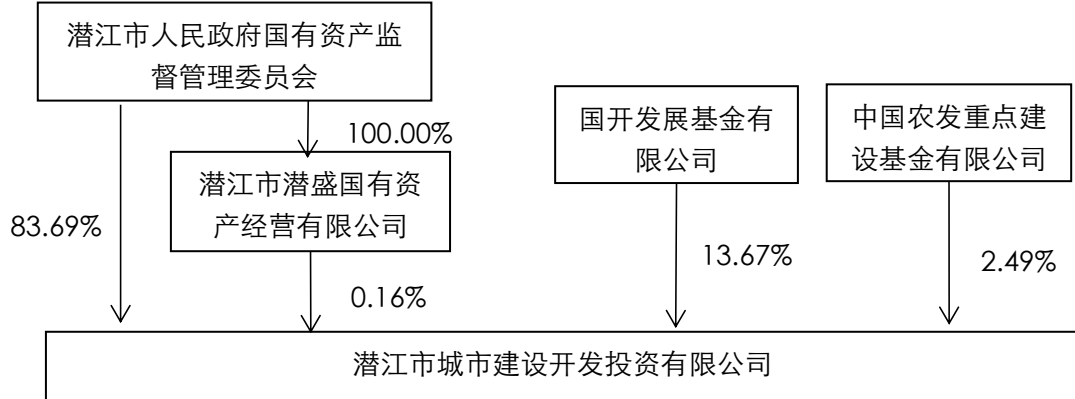 潜江市人民政府国有资产监
督管理委员会
国开发展基金有
限公司
中国农发重点建
设基金有限公司
100.00%
潜江市潜盛国有资
产经营有限公司
83.69%
13.67%
2.49%
0.16%
潜江市城市建设开发投资有限公司